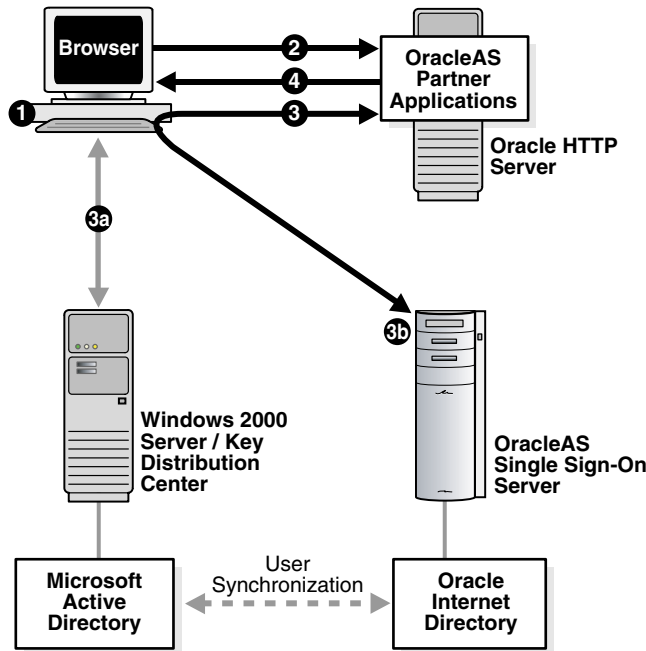 Browser
2
4
3
1
OracleAS
Partner
Applications
Oracle HTTP
Server
3a
3b
Windows 2000
Server / Key
Distribution
Center
OracleAS
Single Sign-On
Server
Microsoft
Active
Directory
User
Synchronization
Oracle
Internet
Directory